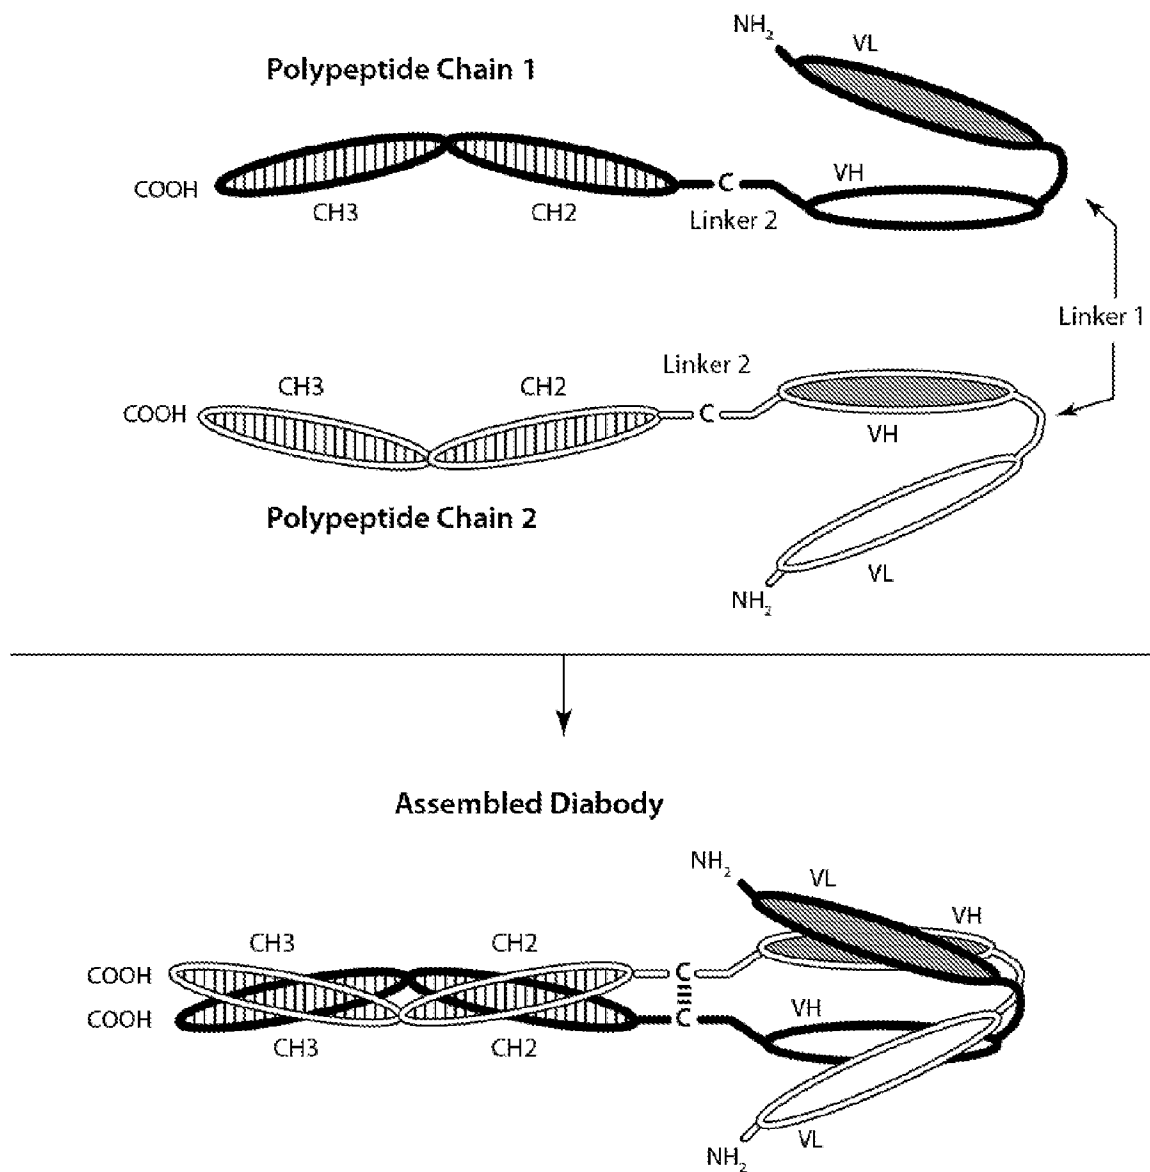 NH2
VL
Polypeptide Chain 1
COOH
CH3
CH2
C
Linker 2
VH
Linker 1
Linker 2
CH3
CH2
COOH
C
VH
Polypeptide Chain 2
VL
NH2
Assembled Diabody
NH2
VL
VH
CH3
CH2
COOH
C
COOH
C
VH
CH3
CH2
VL
NH2